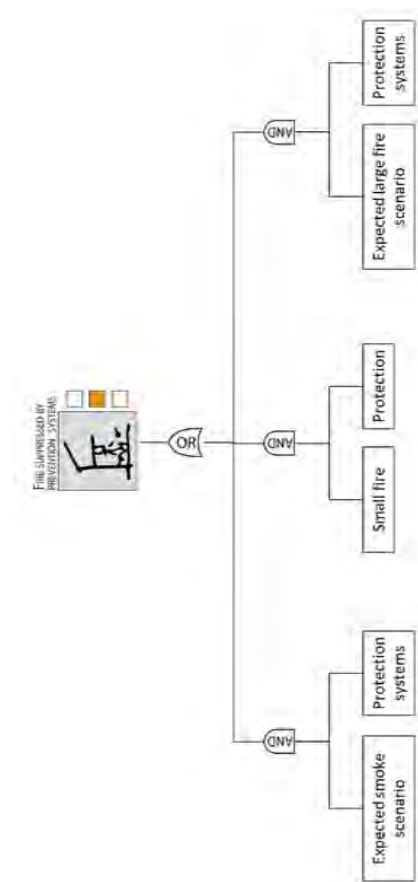 FIRE SUPPRESSED BY
PREVENTION SYSTEMS
OR
AND
AND
AND
Expected smoke
scenario
Protection
systems
Small fire
Protection
Expected large fire
scenario
Protection
systems